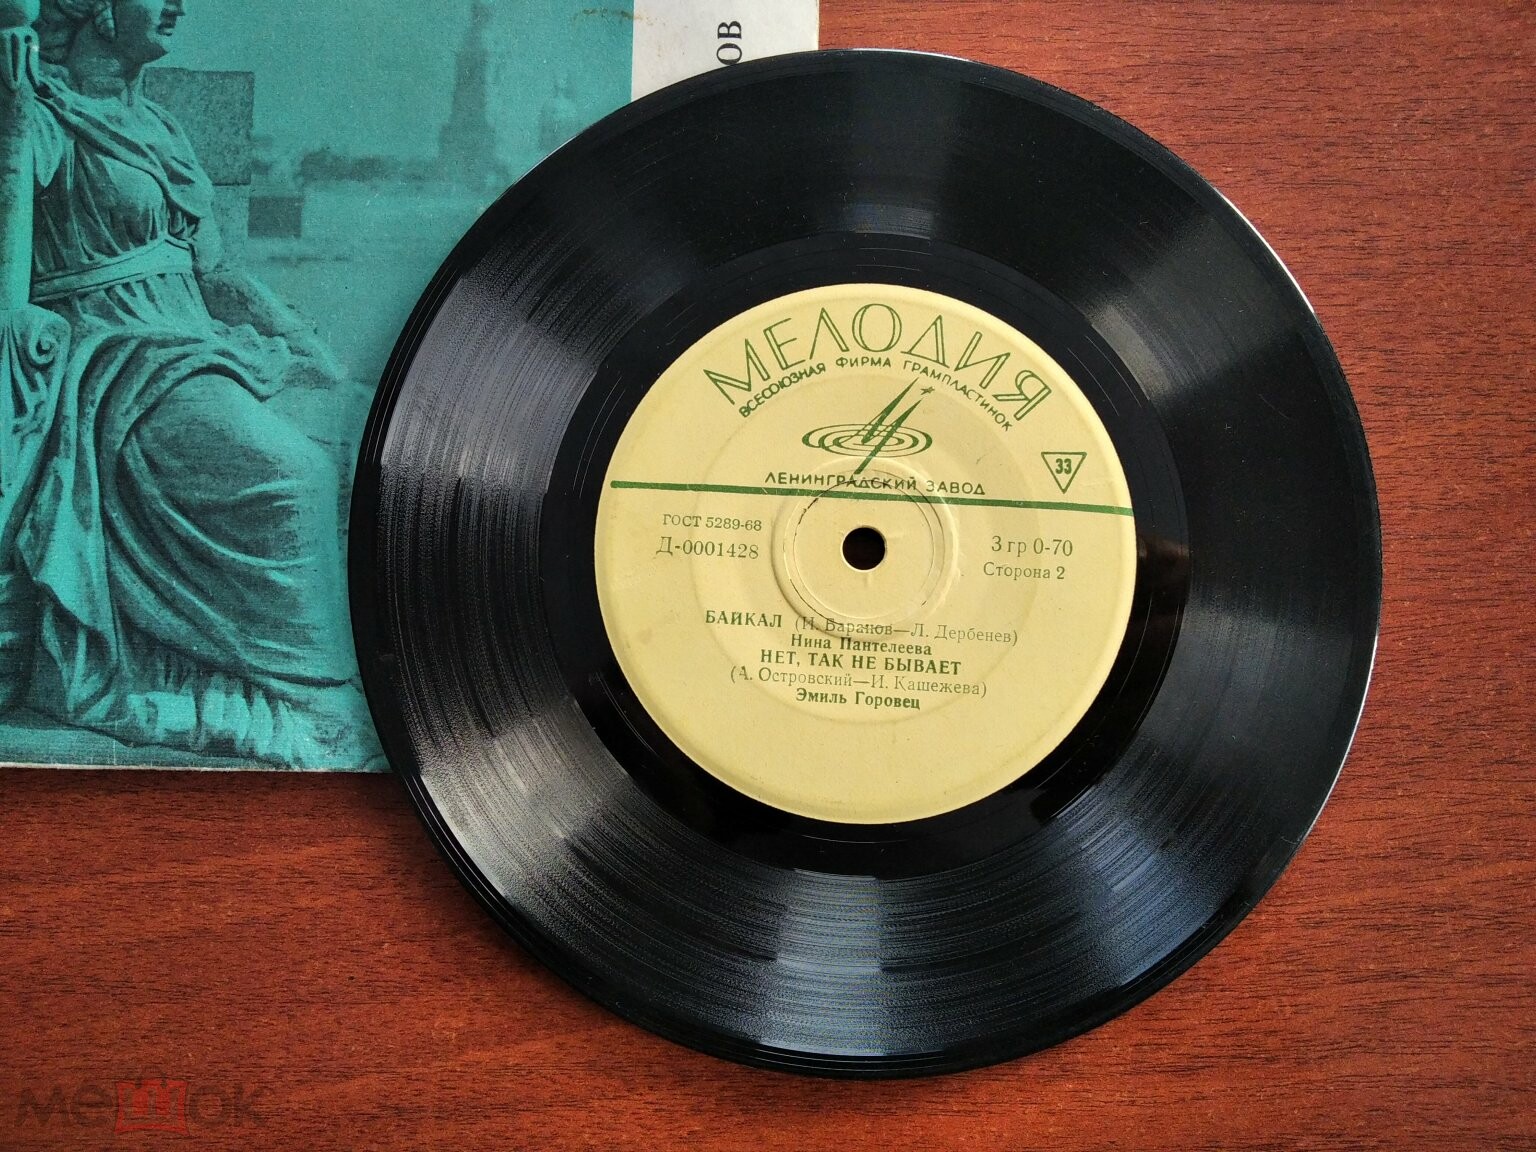 ОВ
МЕЛОДИЯ
ВСЕСОЮЗНАЯ ФИРМА ГРАМПЛАСТИНОК
33
ЛЕНИНГРАДСКИЙ ЗАВОД
ГОСТ 5289-68
Д-0001428
3 гр 0-70
Сторона 2
БАЙКАЛ (И. Баранов—Л. Дербенев)
Нина Пантелеева
НЕТ, ТАК НЕ БЫВАЕТ
(А. Островский—И. Кашежева)
Эмиль Горовец
мешок